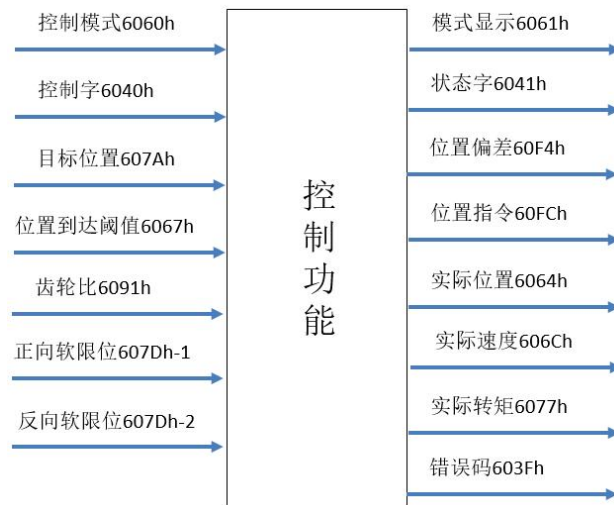 控制模式6060h
控制字6040h
目标位置607Ah
位置到达阈值6067h
齿轮比6091h
正向软限位607Dh-1
反向软限位607Dh-2
控制功能
模式显示6061h
状态字6041h
位置偏差60F4h
位置指令60FCh
实际位置6064h
实际速度606Ch
实际转矩6077h
错误码603Fh